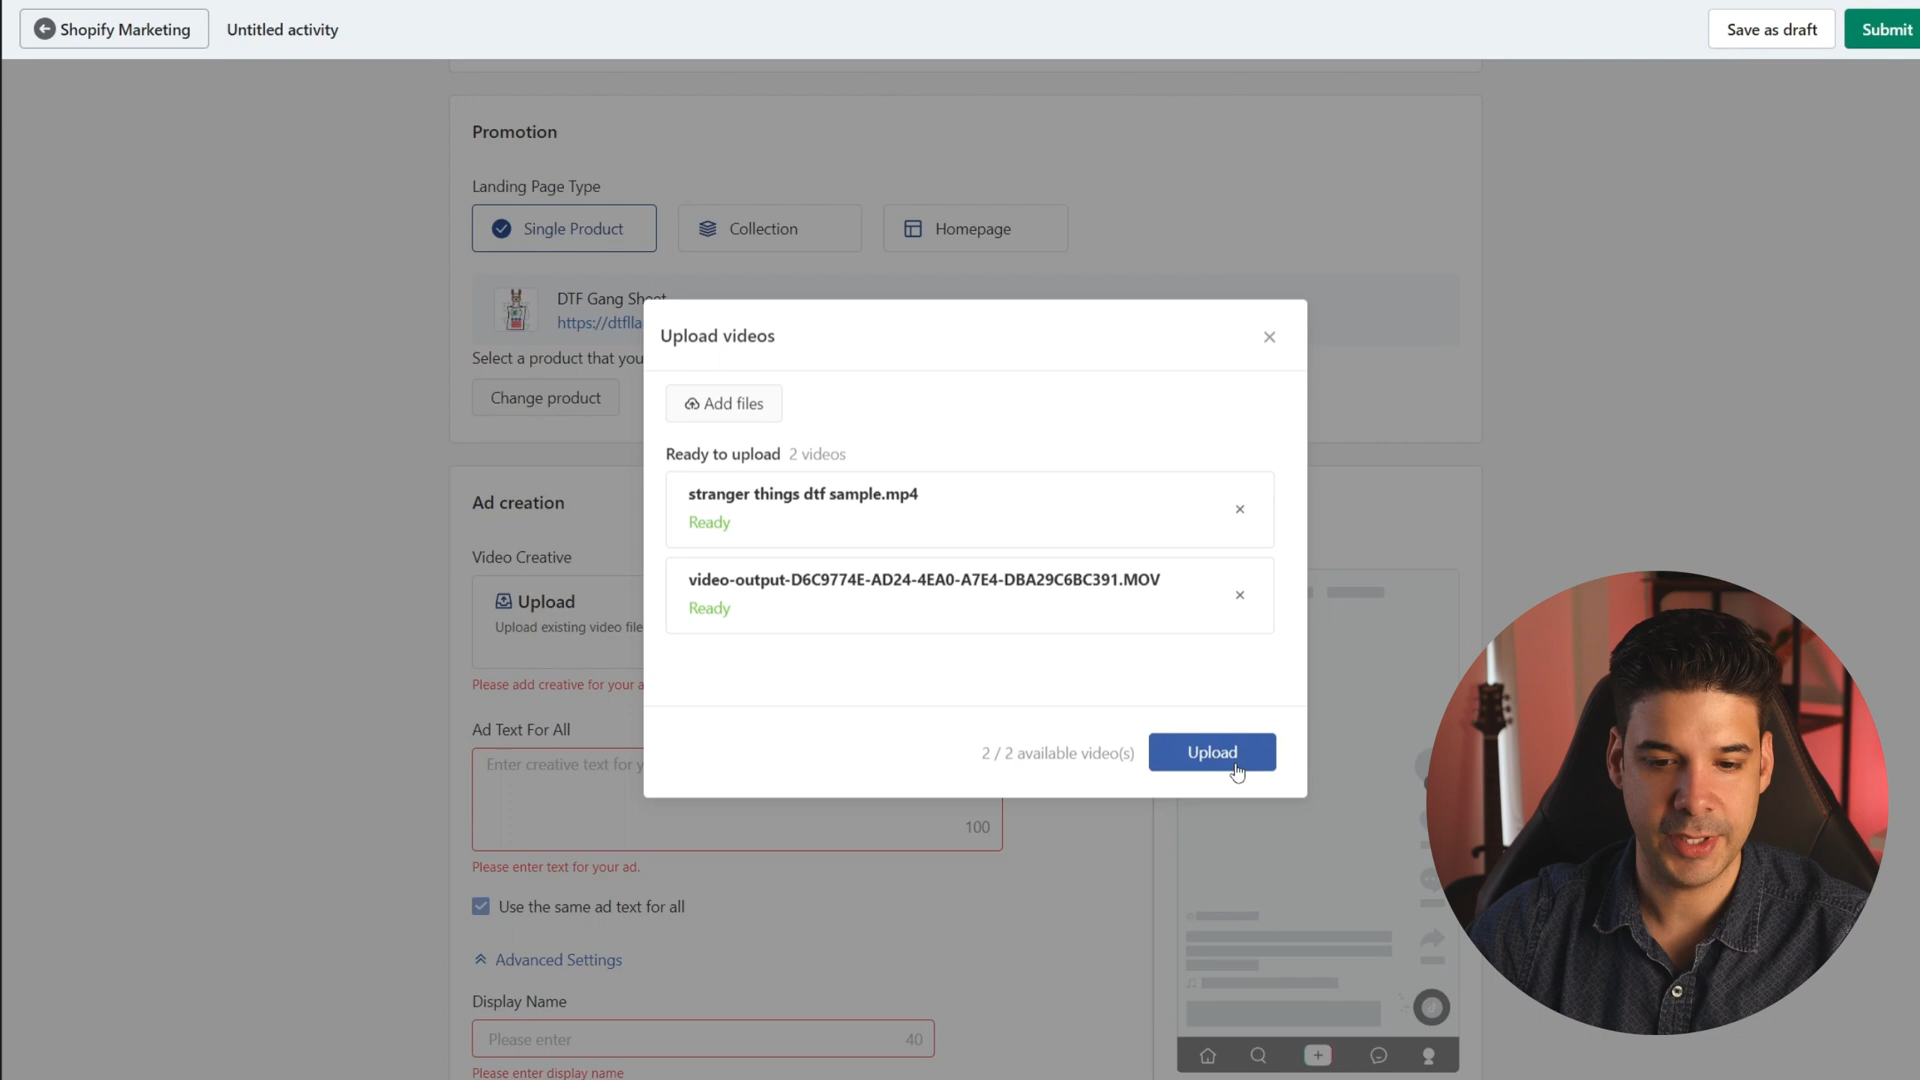 Shopify Marketing
Untitled activity
Save as draft
Submit
Promotion
Landing Page Type
Single Product
Collection
Homepage
DTF Gang Sheet
https://dtflla
Select a product that you
Change product
Upload videos
Add files
Ready to upload 2 videos
stranger things dtf sample.mp4
Ready
video-output-D6C9774E-AD24-4EA0-A7E4-DBA29C6BC391.MOV
Ready
2 / 2 available video(s)
Upload
Ad creation
Video Creative
Upload
Upload existing video file
Please add creative for your a
Ad Text For All
Enter creative text for y
100
Please enter text for your ad.
Use the same ad text for all
Advanced Settings
Display Name
Please enter
40
Please enter display name